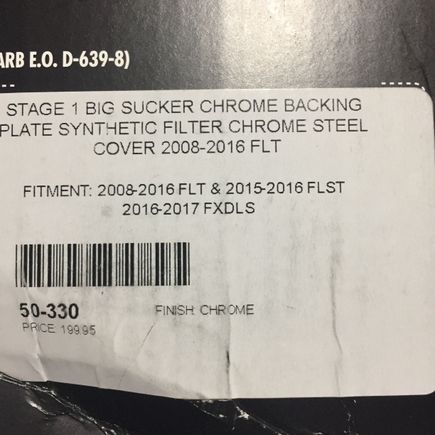 ARB E.O. D-639-8)
STAGE 1 BIG SUCKER CHROME BACKING
PLATE SYNTHETIC FILTER CHROME STEEL
COVER 2008-2016 FLT
FITMENT: 2008-2016 FLT & 2015-2016 FLST
2016-2017 FXDLS
50-330 FINISH: CHROME
PRICE: 199.95